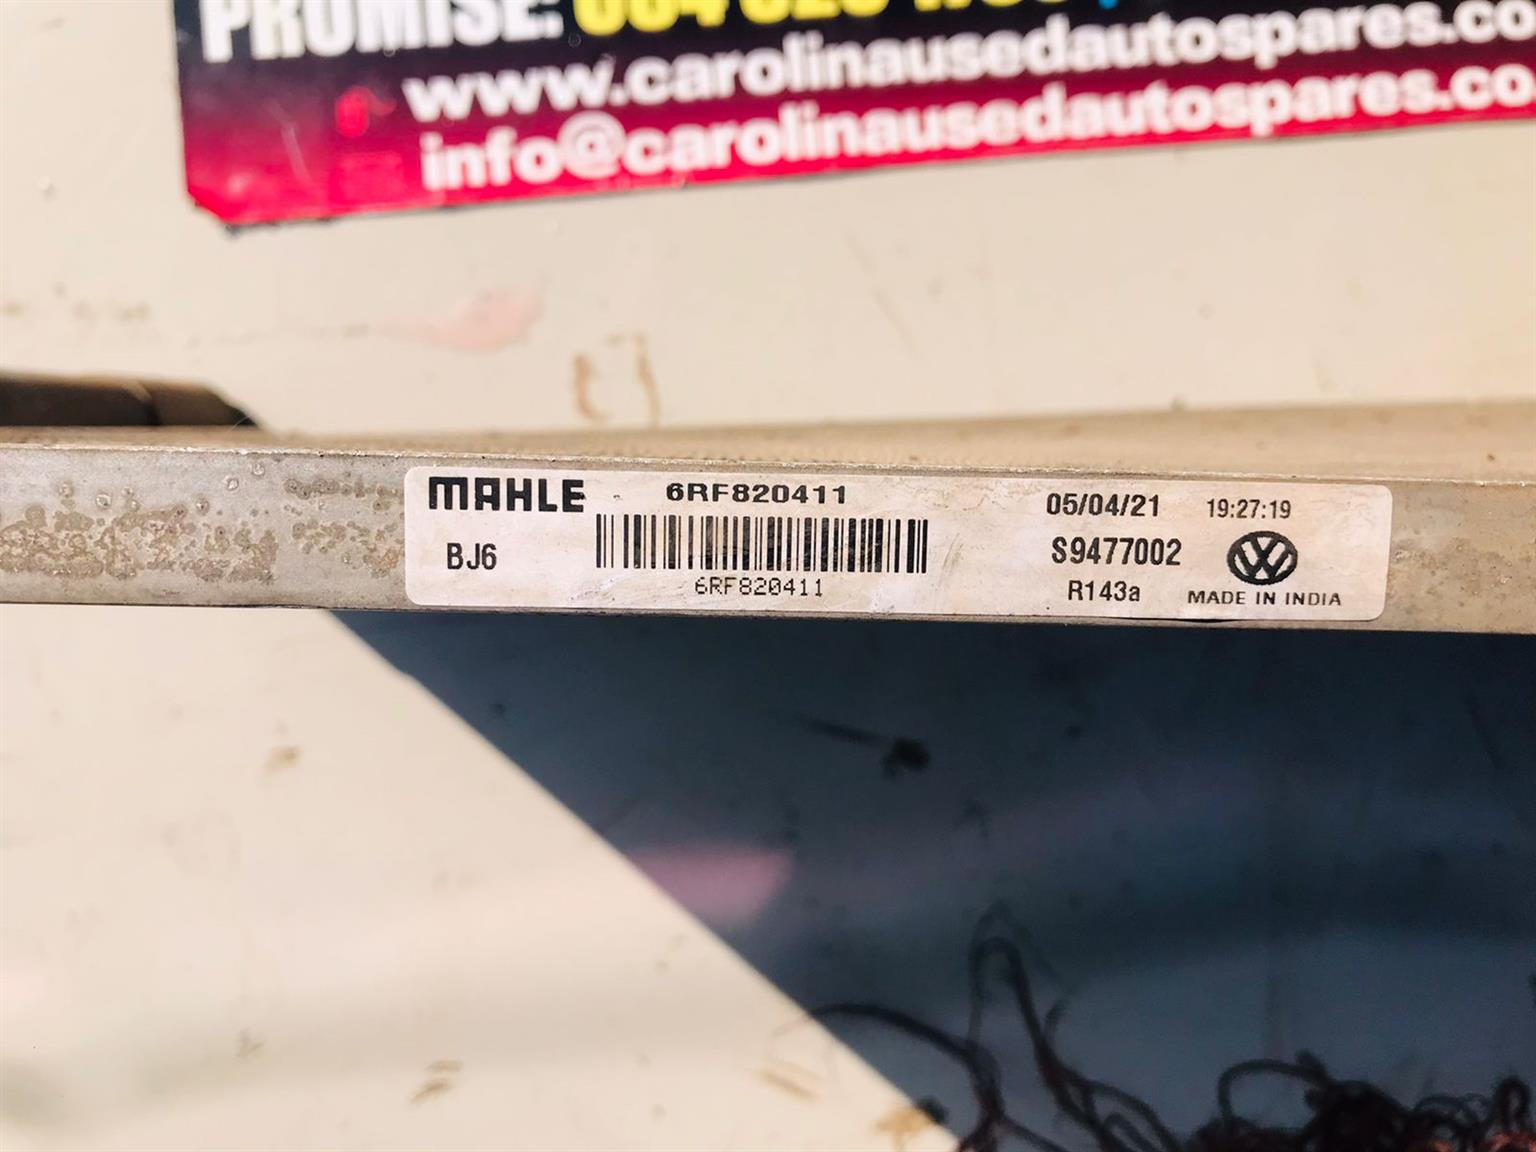 PROMISE:
www.carolinausedautospares.co
info@carolinausedautospares.co
MAHLE 6RF820411 05/04/21 19:27:19
BJ6 S9477002
6RF820411 R143a MADE IN INDIA